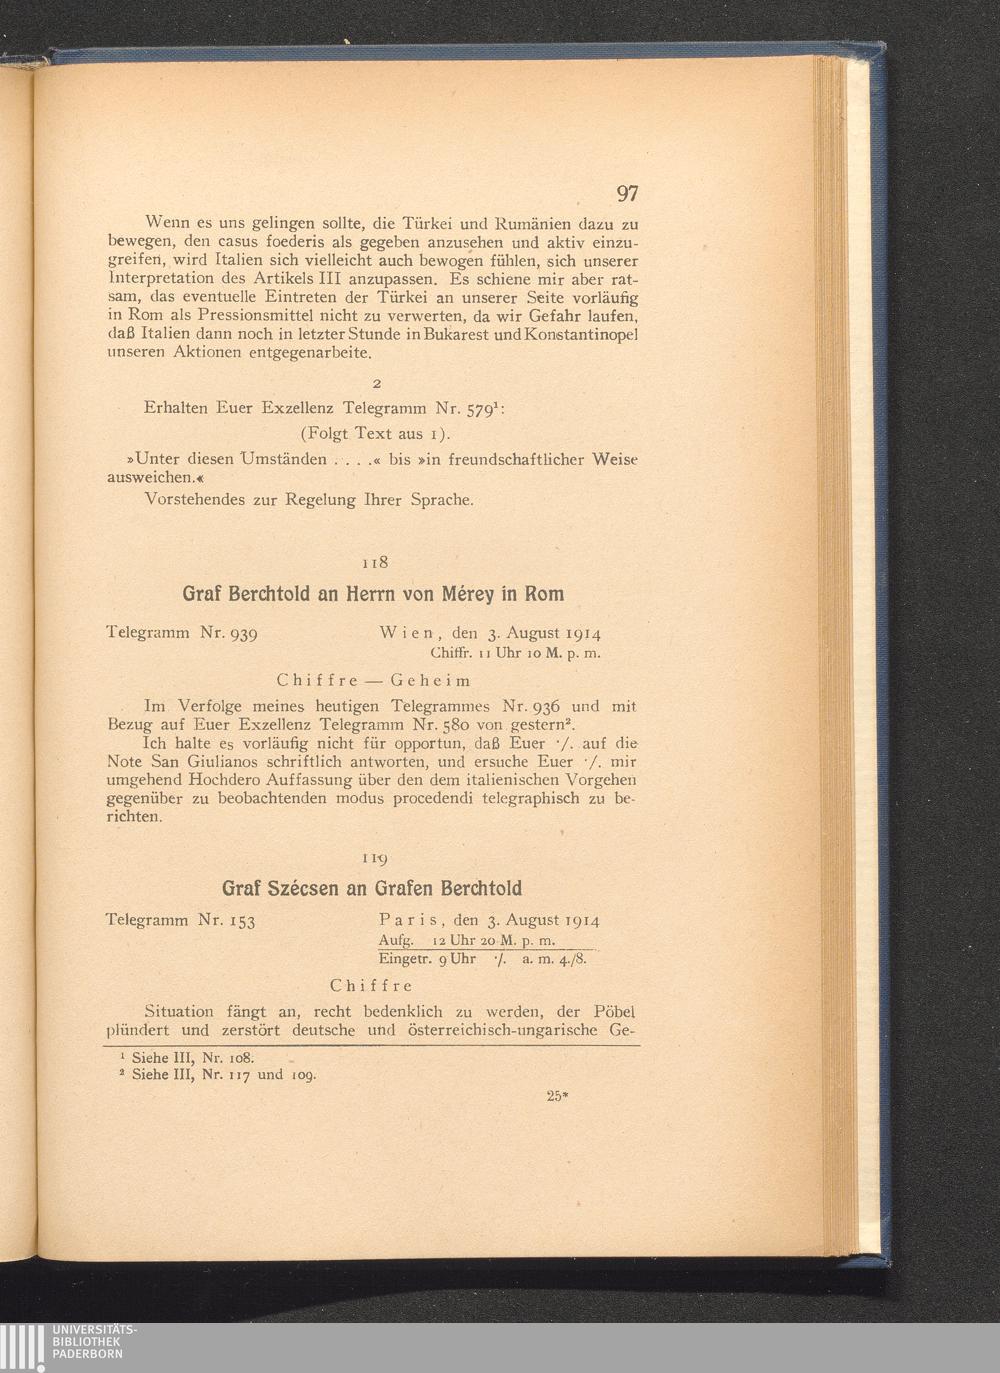 97
Wenn es uns gelingen sollte, die Türkei und Rumänien dazu zu
bewegen, den casus foederis als gegeben anzusehen und aktiv einzu-
greifen, wird Italien sich vielleicht auch bewogen fühlen, sich unserer
Interpretation des Artikels III anzupassen. Es schiene mir aber rat-
sam, das eventuelle Eintreten der Türkei an unserer Seite vorläufig
in Rom als Pressionsmittel nicht zu verwerten, da wir Gefahr laufen,
daß Italien dann noch in letzter Stunde in Bukarest und Konstantinopel
unseren Aktionen entgegenarbeite.
2
Erhalten Euer Exzellenz Telegramm Nr. 579¹:
(Folgt Text aus 1).
»Unter diesen Umständen . . . .« bis »in freundschaftlicher Weise
ausweichen.«
Vorstehendes zur Regelung Ihrer Sprache.
118
Graf Berchtold an Herrn von Mérey in Rom
Telegramm Nr. 939 Wien, den 3. August 1914
Chiffr. 11 Uhr 10 M. p. m.
Chiffre — Geheim
Im Verfolge meines heutigen Telegrammes Nr. 936 und mit
Bezug auf Euer Exzellenz Telegramm Nr. 580 von gestern².
Ich halte es vorläufig nicht für opportun, daß Euer ·/. auf die
Note San Giulianos schriftlich antworten, und ersuche Euer ·/. mir
umgehend Hochdero Auffassung über den dem italienischen Vorgehen
gegenüber zu beobachtenden modus procedendi telegraphisch zu be-
richten.
119
Graf Szécsen an Grafen Berchtold
Telegramm Nr. 153 Paris, den 3. August 1914
Aufg. 12 Uhr 20 M. p. m.
Eingetr. 9 Uhr ·/. a. m. 4./8.
Chiffre
Situation fängt an, recht bedenklich zu werden, der Pöbel
plündert und zerstört deutsche und österreichisch-ungarische Ge-
¹ Siehe III, Nr. 108.
² Siehe III, Nr. 117 und 109.
25*
UNIVERSITÄTS-
BIBLIOTHEK
PADERBORN